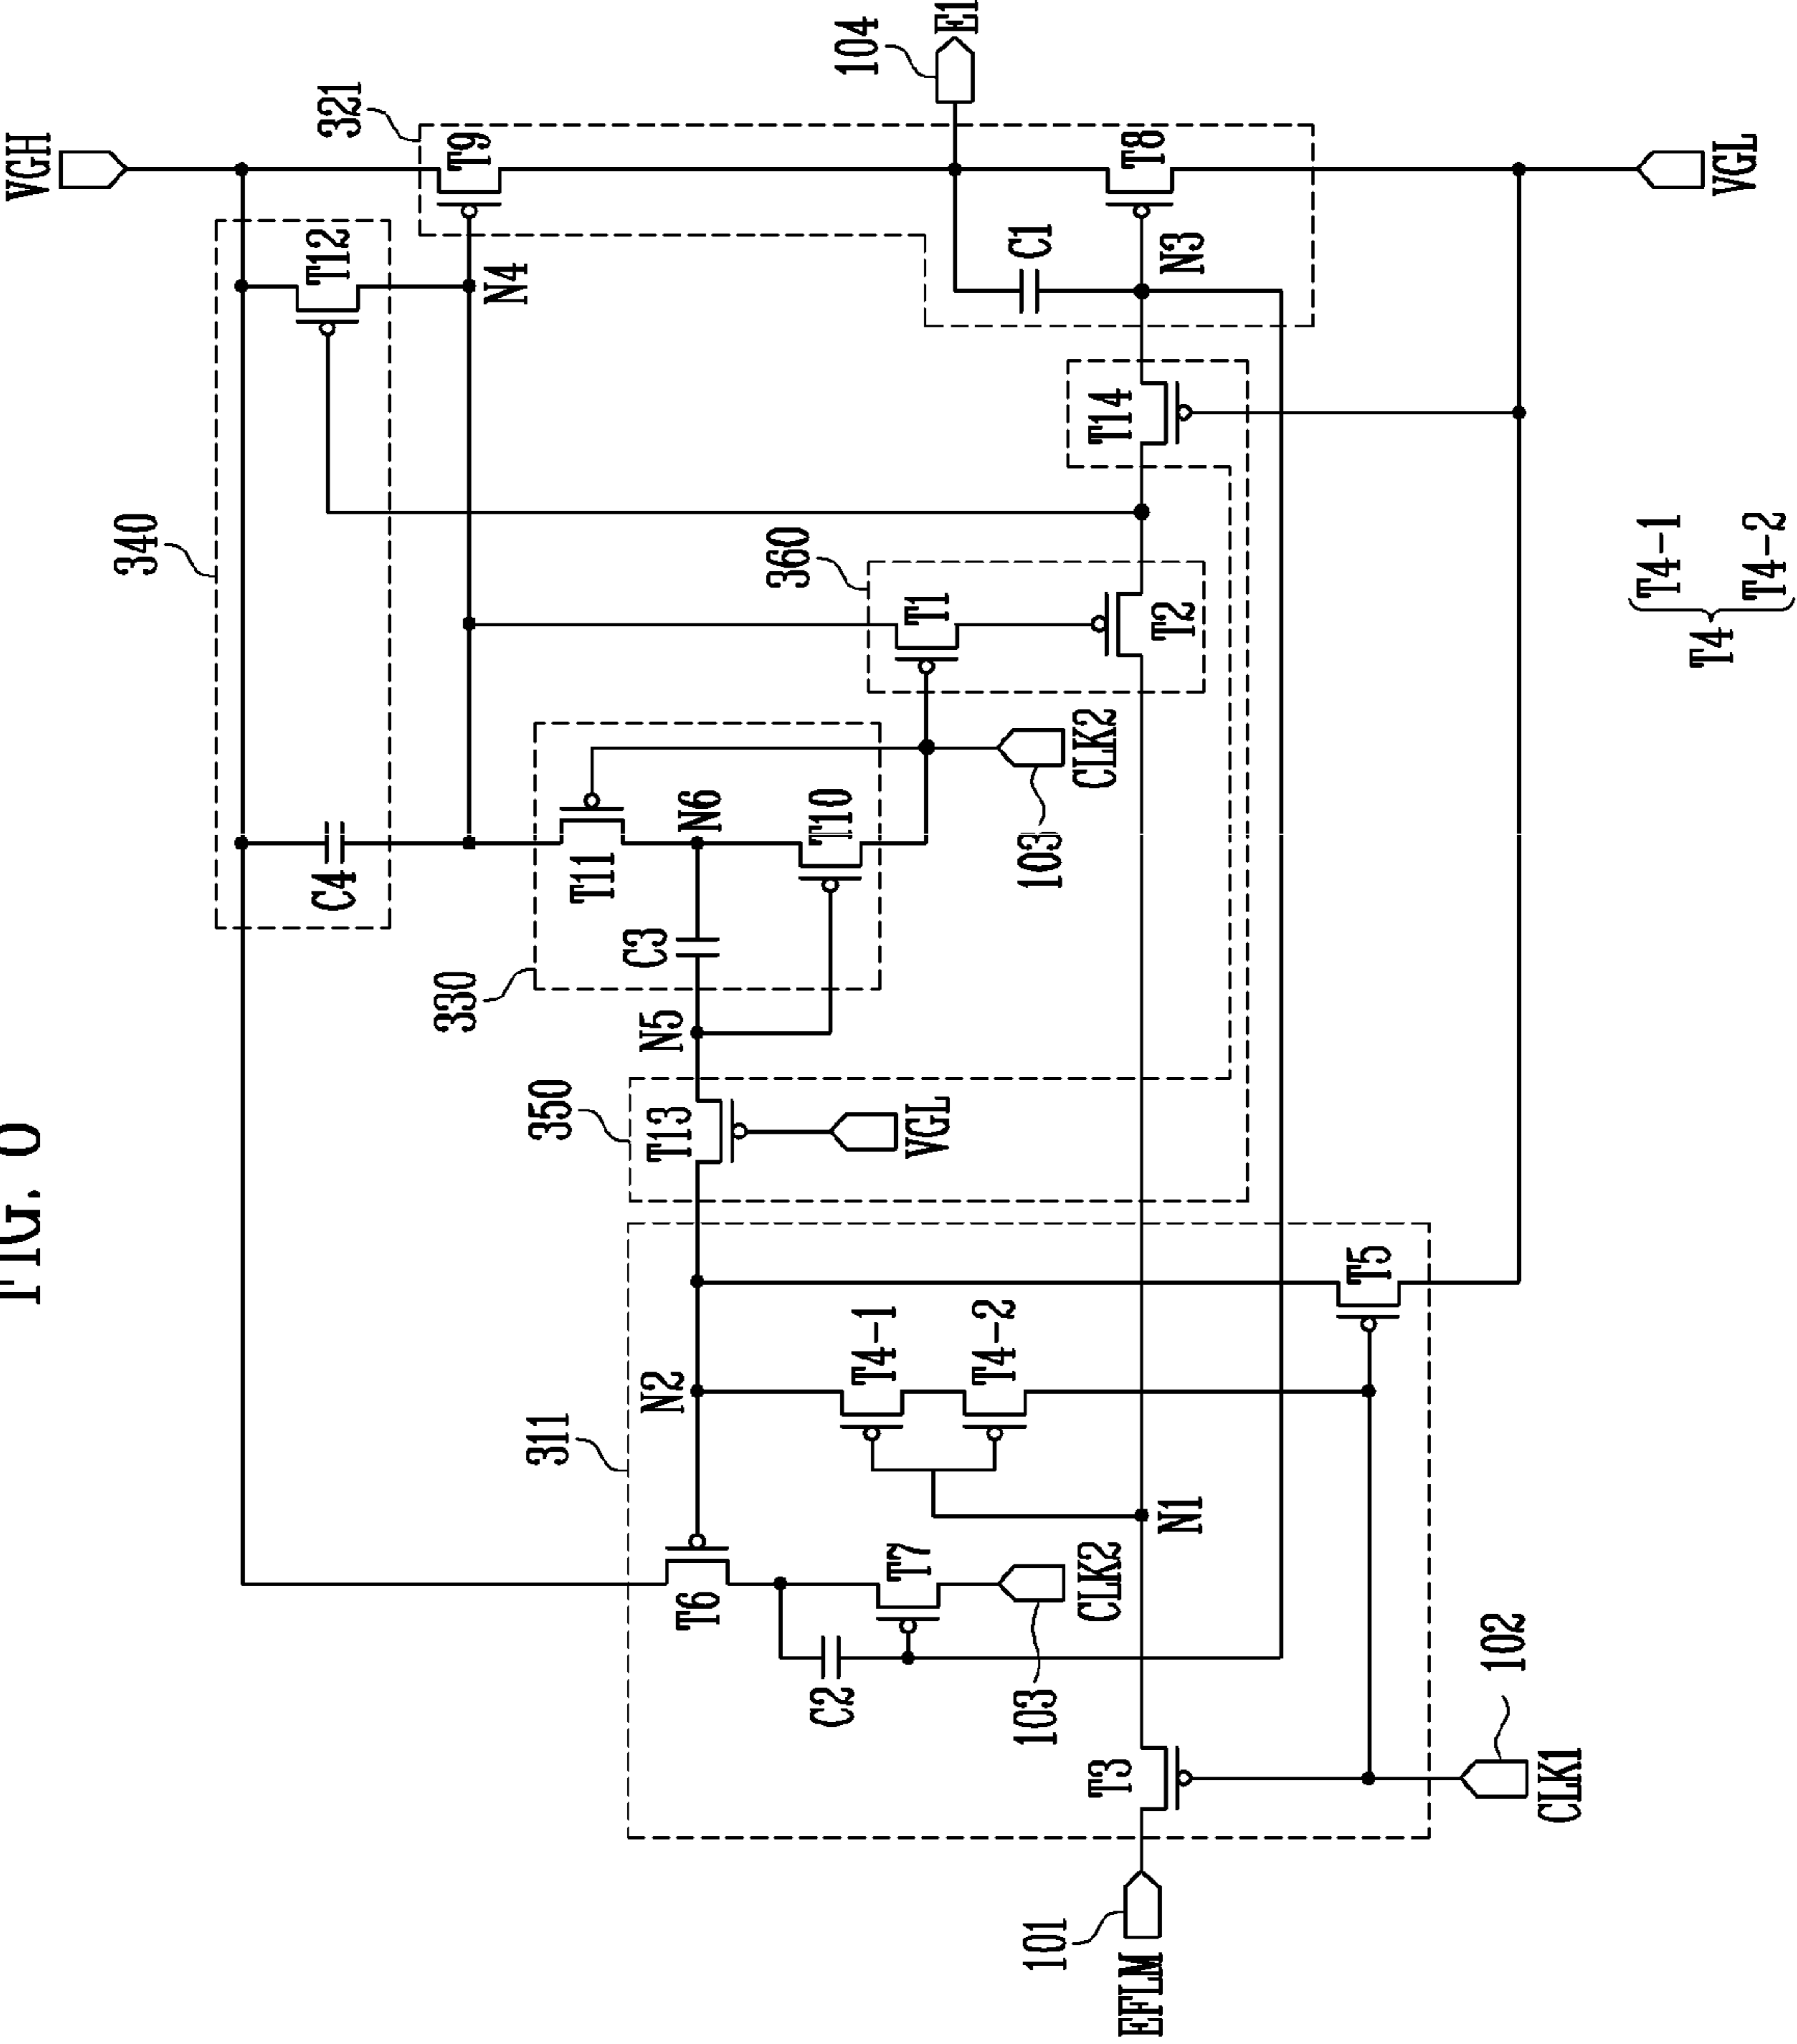 FIG.
VGH
340
321
T12
C4
T9
N4
330
311
350
T11
C3
N5
T13
N2
T6
N6
360
C2
T10
104
T4-1
T7
T1
VGL
E1
T4-2
C1
103
101
103
CLK2
CLK2
T14
T3
EFLM
T8
T2
N1
N3
T5
102
CLK1
T4
T4-1
T4-2
VGL